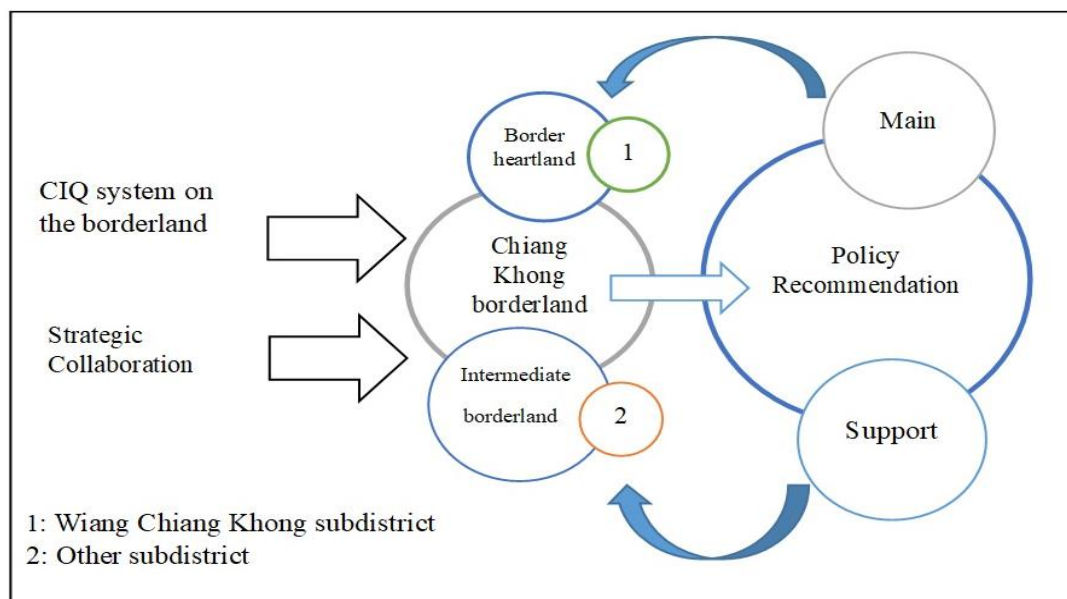 CIQ system on
the borderland
Strategic
Collaboration
Border
heartland
1
Chiang
Khong
borderland
Intermediate
borderland
2
Main
Policy
Recommendation
Support
1: Wiang Chiang Khong subdistrict
2: Other subdistrict